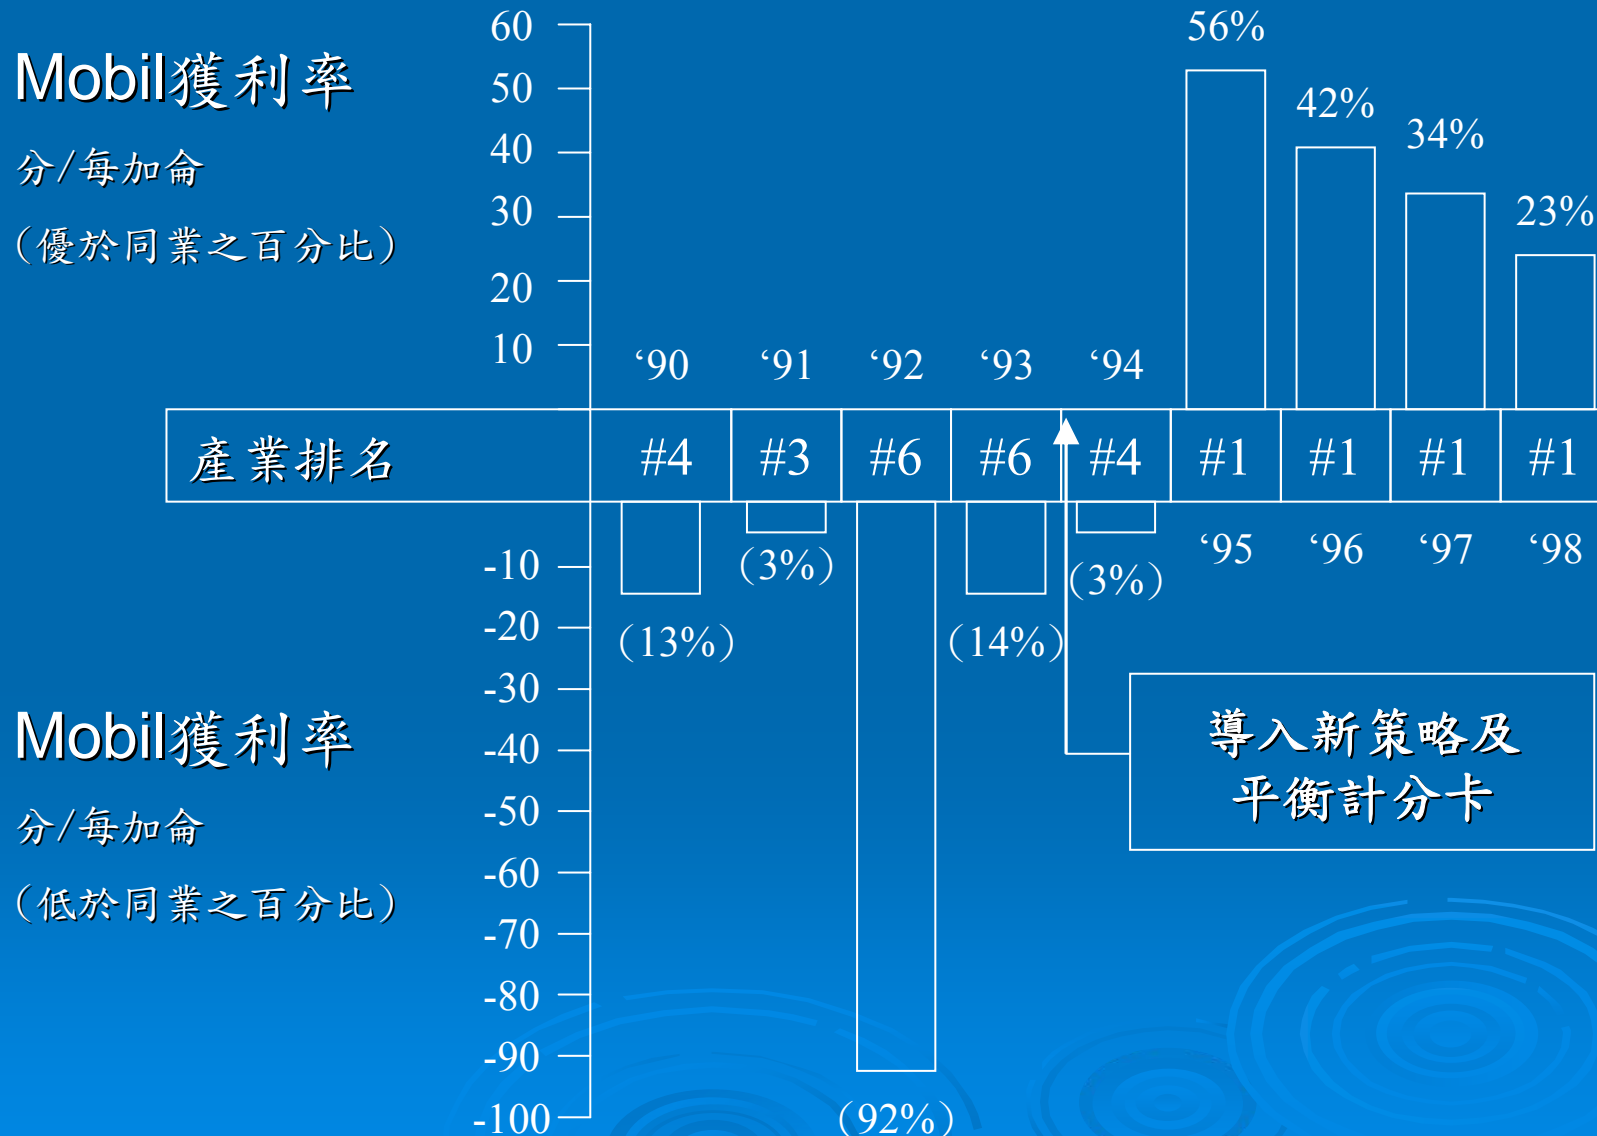 Mobil獲利率
分/每加侖
(優於同業之百分比)
60
50
40
30
20
10
56%
42%
34%
23%
‘90 ‘91 ‘92 ‘93 ‘94
產業排名 #4 #3 #6 #6 #4 #1 #1 #1 #1
‘95 ‘96 ‘97 ‘98
(13%)
(3%)
(92%)
(14%)
(3%)
-10
-20
-30
-40
-50
-60
-70
-80
-90
-100
Mobil獲利率
分/每加侖
(低於同業之百分比)
導入新策略及
平衡計分卡